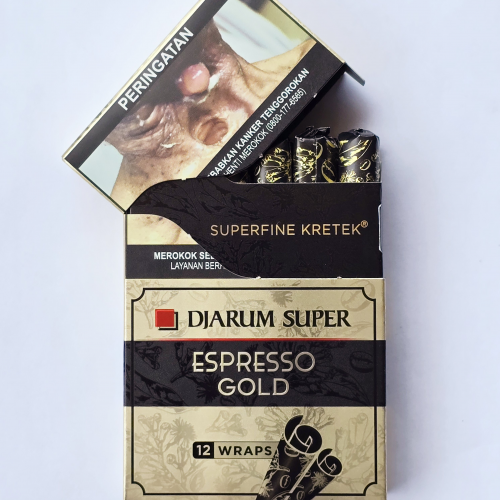 PERINGATAN
BABKAN KANKER TENGGOROKAN
HENTI MEROKOK (0800-177-6565)
SUPERFINE KRETEK®
MEROKOK SEB
LAYANAN BER
DJARUM SUPER
ESPRESSO
GOLD
12 WRAPS